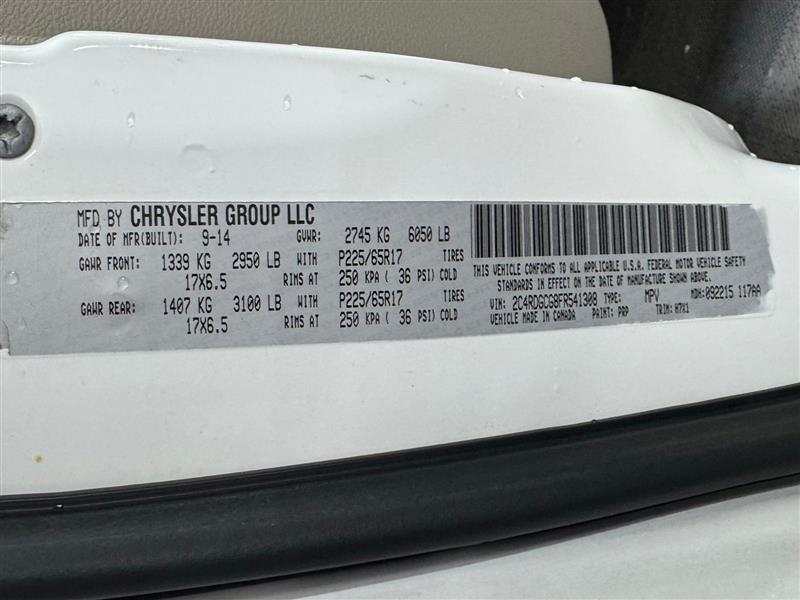 MFD BY CHRYSLER GROUP LLC
DATE OF MFR(BUILT): 9-14 GVWR: 2745 KG 6050 LB
GAWR FRONT: 1339 KG 2950 LB WITH P225/65R17 TIRES
17X6.5 RIMS AT 250 KPA ( 36 PSI) COLD
GAWR REAR: 1407 KG 3100 LB WITH P225/65R17 TIRES
17X6.5 RIMS AT 250 KPA ( 36 PSI) COLD
THIS VEHICLE CONFORMS TO ALL APPLICABLE U.S.A. FEDERAL MOTOR VEHICLE SAFETY
STANDARDS IN EFFECT ON THE DATE OF MANUFACTURE SHOWN ABOVE.
VIN: 2C4RDGCG8FR541308 TYPE: MPV MDH: 092215 117AA
VEHICLE MADE IN CANADA PAINT: PRP TRIM: H7X1